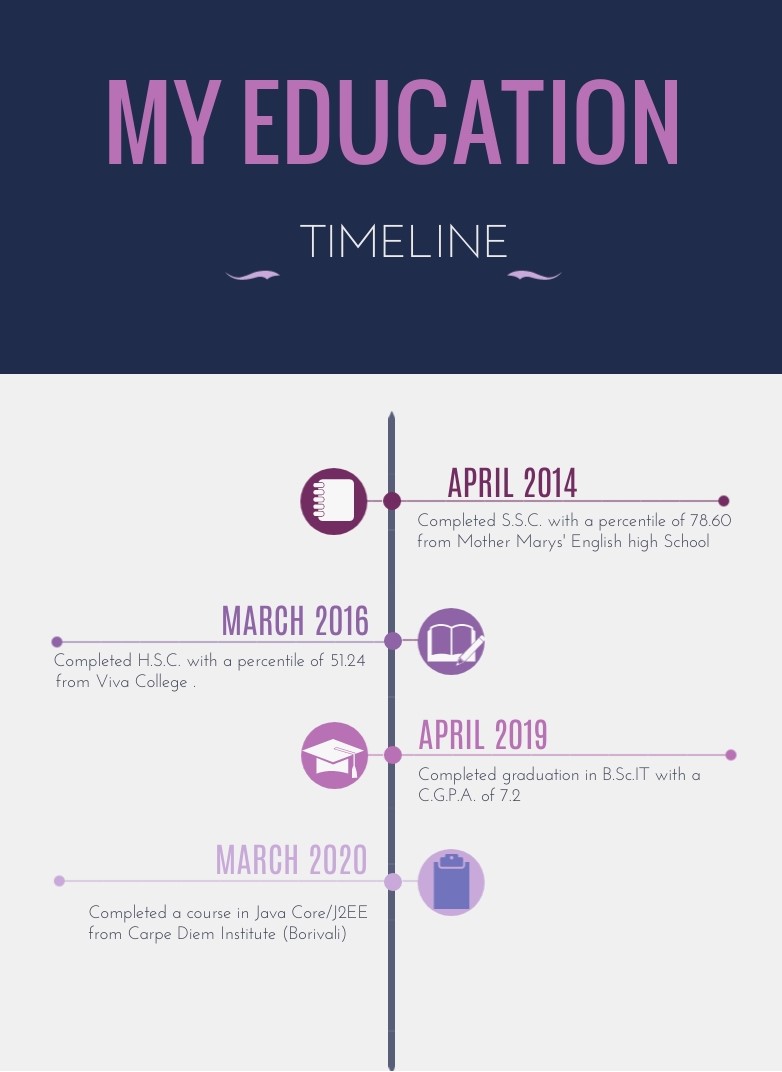 MY EDUCATION
TIMELINE
APRIL 2014
Completed S.S.C. with a percentile of 78.60
from Mother Marys' English high School
MARCH 2016
Completed H.S.C. with a percentile of 51.24
from Viva College .
APRIL 2019
Completed graduation in B.Sc.IT with a
C.G.P.A. of 7.2
MARCH 2020
Completed a course in Java Core/J2EE
from Carpe Diem Institute (Borivali)